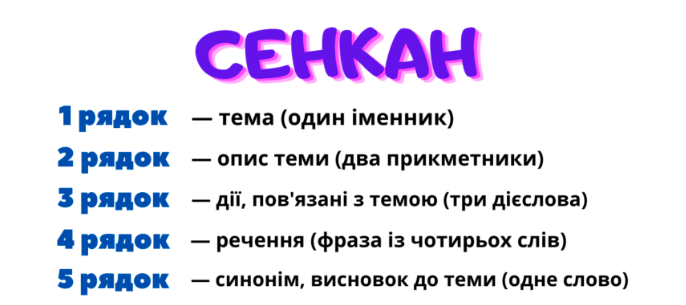 СЕНКАН
1 рядок — тема (один іменник)
2 рядок — опис теми (два прикметники)
3 рядок — дії, пов'язані з темою (три дієслова)
4 рядок — речення (фраза із чотирьох слів)
5 рядок — синонім, висновок до теми (одне слово)